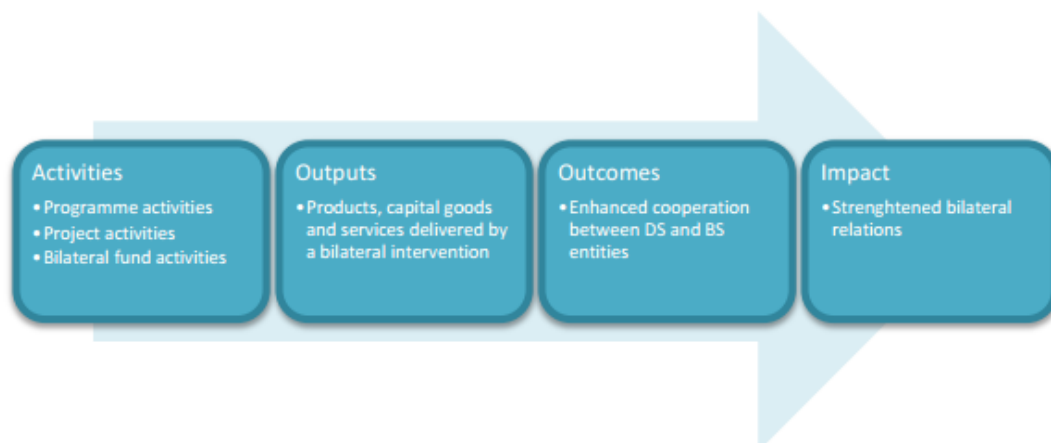 Activities
• Programme activities
• Project activities
• Bilateral fund activities
Outputs
• Products, capital goods
and services delivered by
a bilateral intervention
Outcomes
• Enhanced cooperation
between DS and BS
entities
Impact
• Strenghtened bilateral
relations